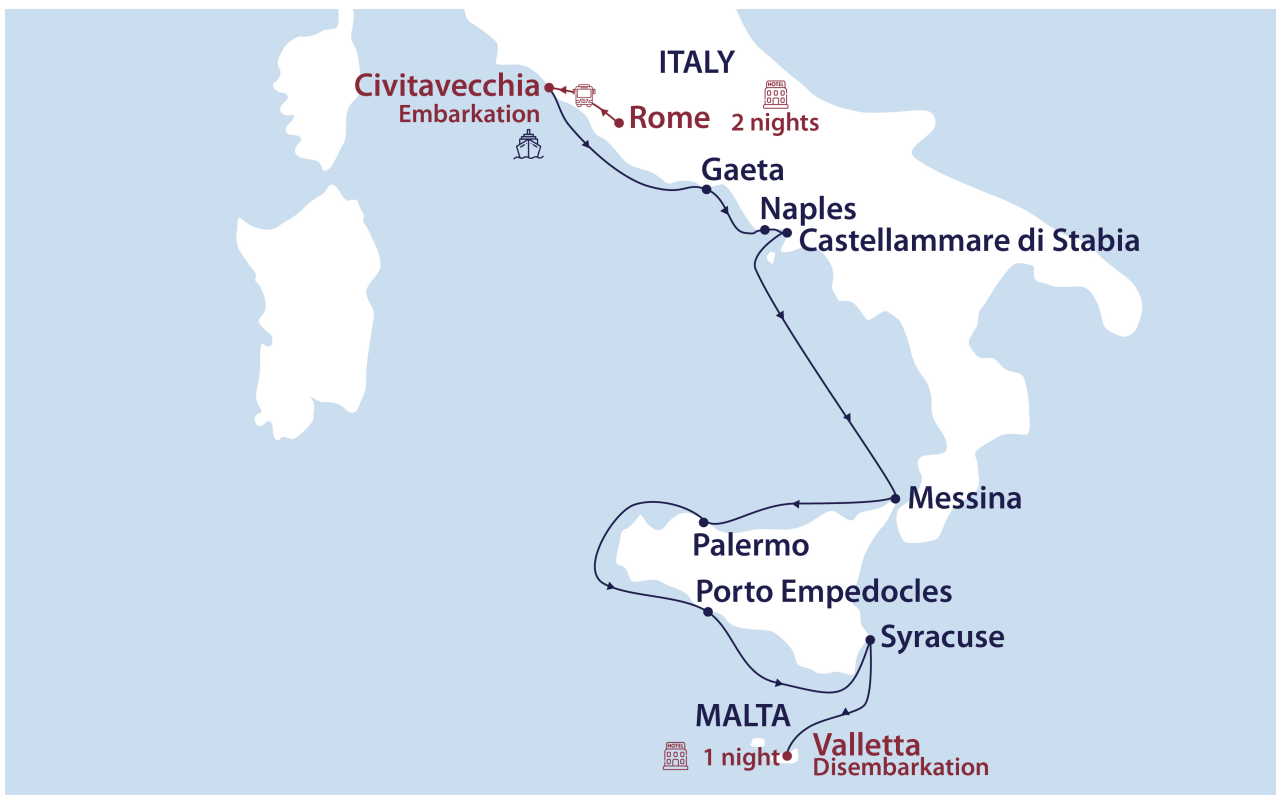 ITALY
Civitavecchia
Embarkation
HOTEL
Rome 2 nights
Gaeta
Naples
Castellammare di Stabia
Messina
Palermo
Porto Empedocles
Syracuse
MALTA
HOTEL
1 night
Valletta
Disembarkation